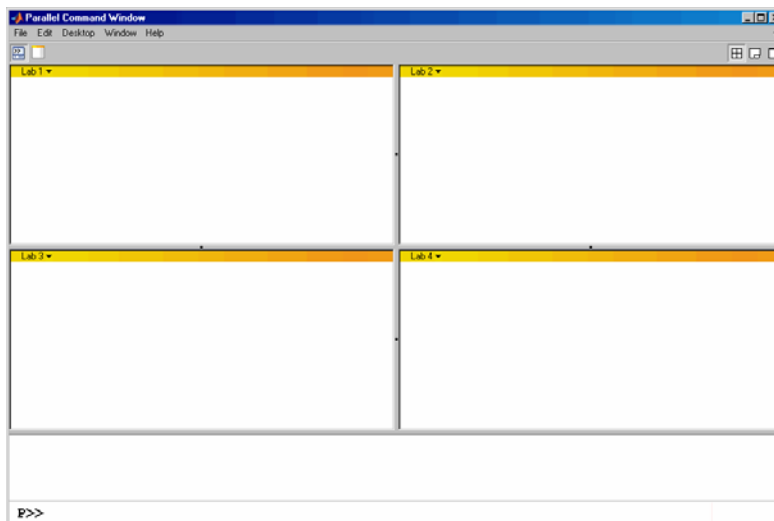 Parallel Command Window
File Edit Desktop Window Help
Lab 1
Lab 2
Lab 3
Lab 4
P>>